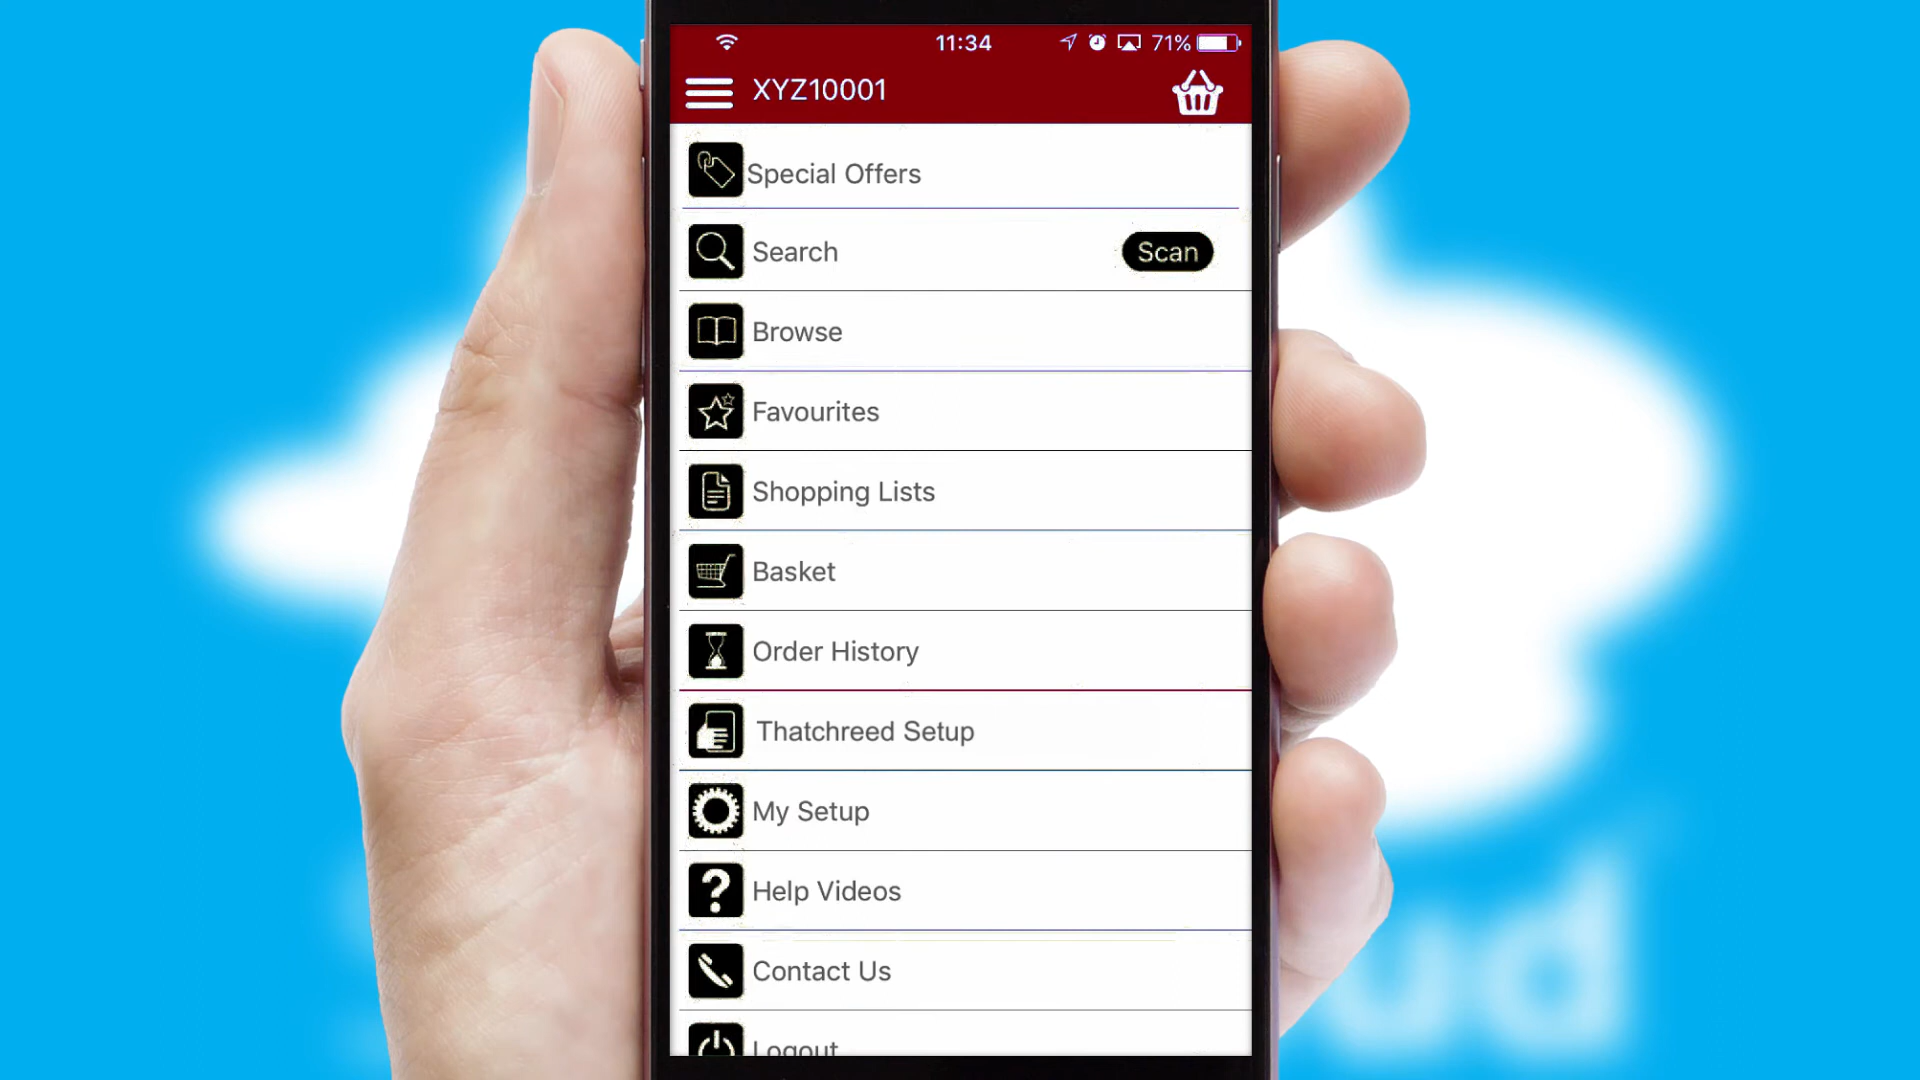 11:34
71%
XYZ10001
Special Offers
Search
Scan
Browse
Favourites
Shopping Lists
Basket
Order History
Thatchreed Setup
My Setup
Help Videos
Contact Us
Logout
ud